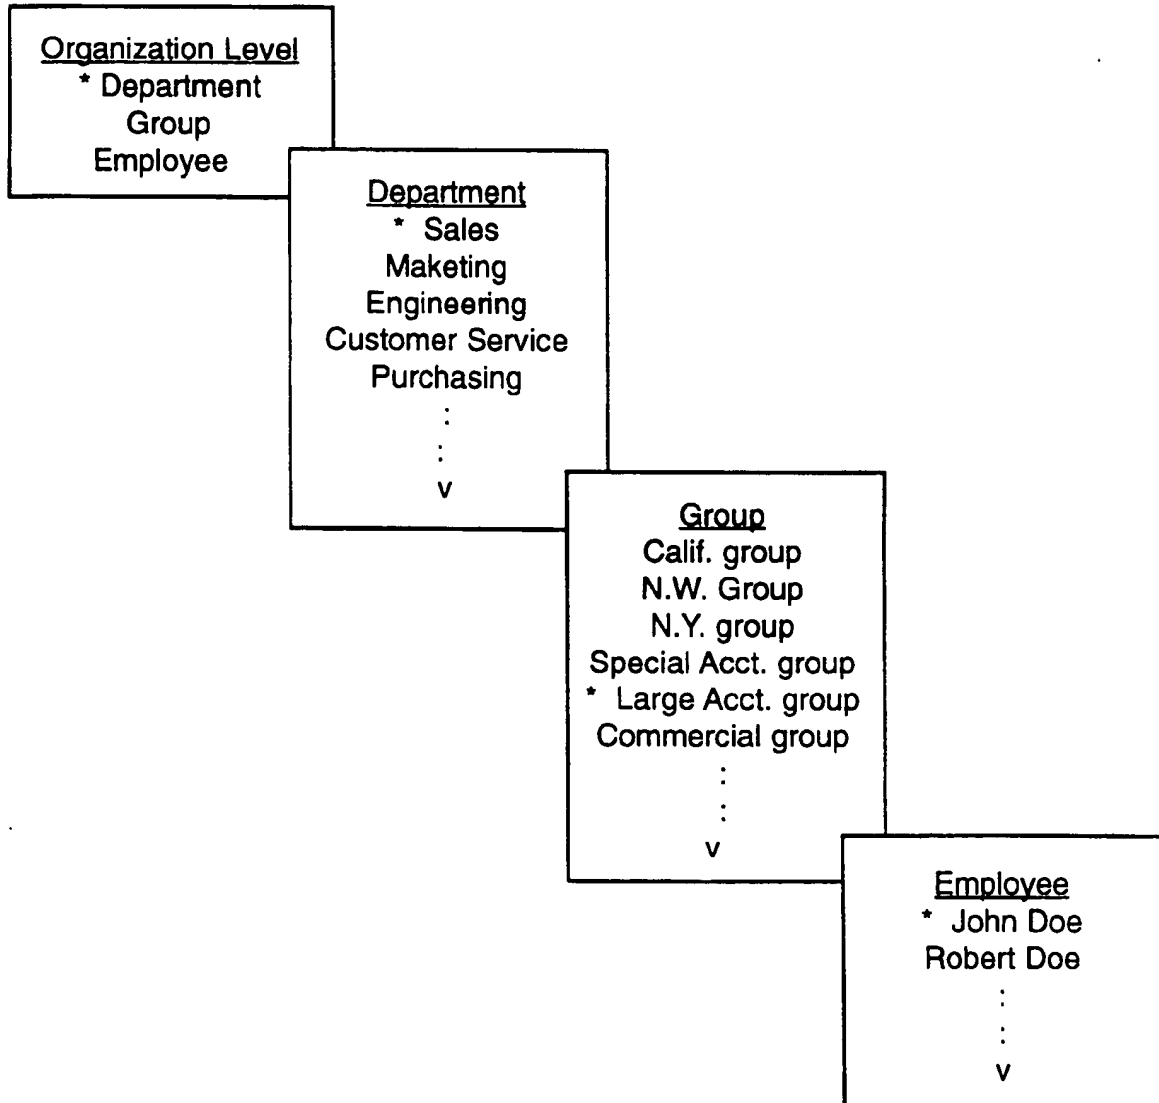 Organization Level
* Department
Group
Employee
Department
* Sales
Maketing
Engineering
Customer Service
Purchasing
v
Group
Calif. group
N.W. Group
N.Y. group
Special Acct. group
* Large Acct. group
Commercial group
v
Employee
* John Doe
Robert Doe
v